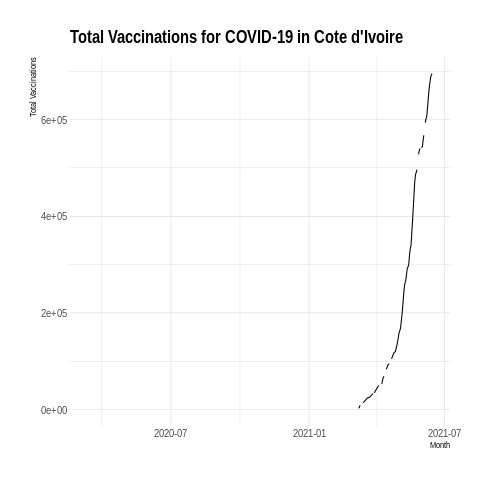 Total Vaccinations for COVID-19 in Cote d'Ivoire
Total Vaccinations
6e+05
4e+05
2e+05
0e+00
2020-07
2021-01
2021-07
Month